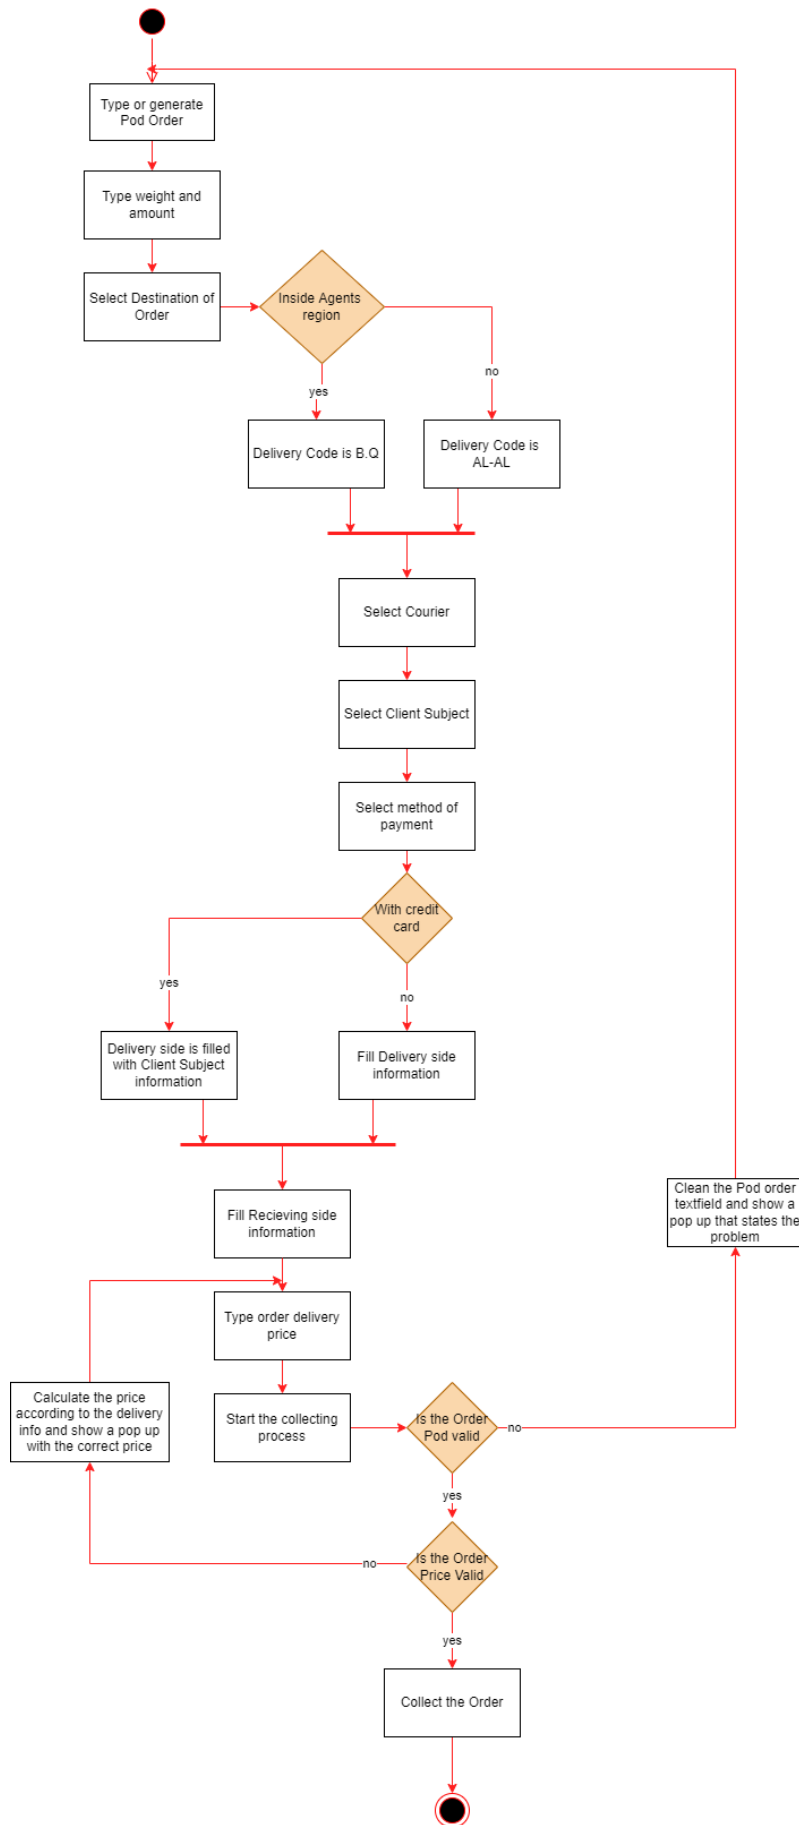 Type or generate
Pod Order
Type weight and
amount
Select Destination of
Order
Inside Agents
region
yes
no
Delivery Code is B.Q
Delivery Code is
AL-AL
Select Courier
Select Client Subject
Select method of
payment
With credit
card
yes
no
Delivery side is filled
with Client Subject
information
Fill Delivery side
information
Fill Recieving side
information
Clean the Pod order
textfield and show a
pop up that states the
problem
Type order delivery
price
Calculate the price
according to the delivery
info and show a pop up
with the correct price
Start the collecting
process
Is the Order
Pod valid
no
yes
Is the Order
Price Valid
no
yes
Collect the Order